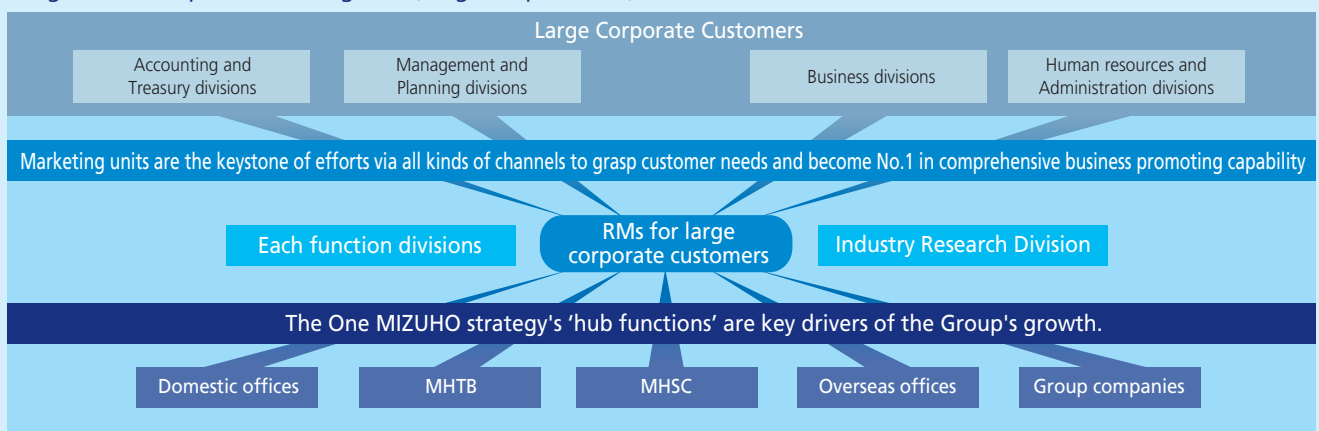 Large Corporate Customers
Accounting and
Treasury divisions
Management and
Planning divisions
Business divisions
Human resources and
Administration divisions
Marketing units are the keystone of efforts via all kinds of channels to grasp customer needs and become No.1 in comprehensive business promoting capability
Each function divisions
RMs for large
corporate customers
Industry Research Division
The One MIZUHO strategy's ‘hub functions’ are key drivers of the Group's growth.
Domestic offices
MHTB
MHSC
Overseas offices
Group companies